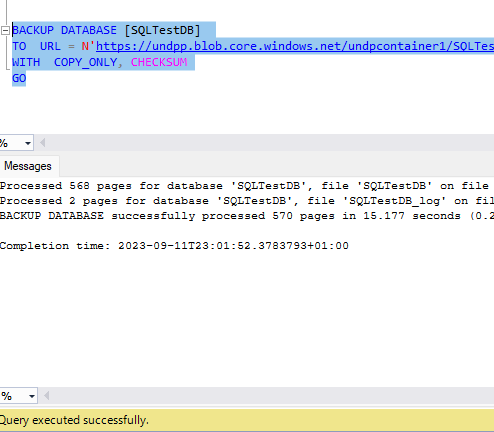 BACKUP DATABASE [SQLTestDB]
TO URL = N'https://undpp.blob.core.windows.net/undpcontainer1/SQLTes
WITH COPY_ONLY, CHECKSUM
GO
%
Messages
Processed 568 pages for database 'SQLTestDB', file 'SQLTestDB' on file
Processed 2 pages for database 'SQLTestDB', file 'SQLTestDB_log' on fil
BACKUP DATABASE successfully processed 570 pages in 15.177 seconds (0.2
Completion time: 2023-09-11T23:01:52.3783793+01:00
%
Query executed successfully.